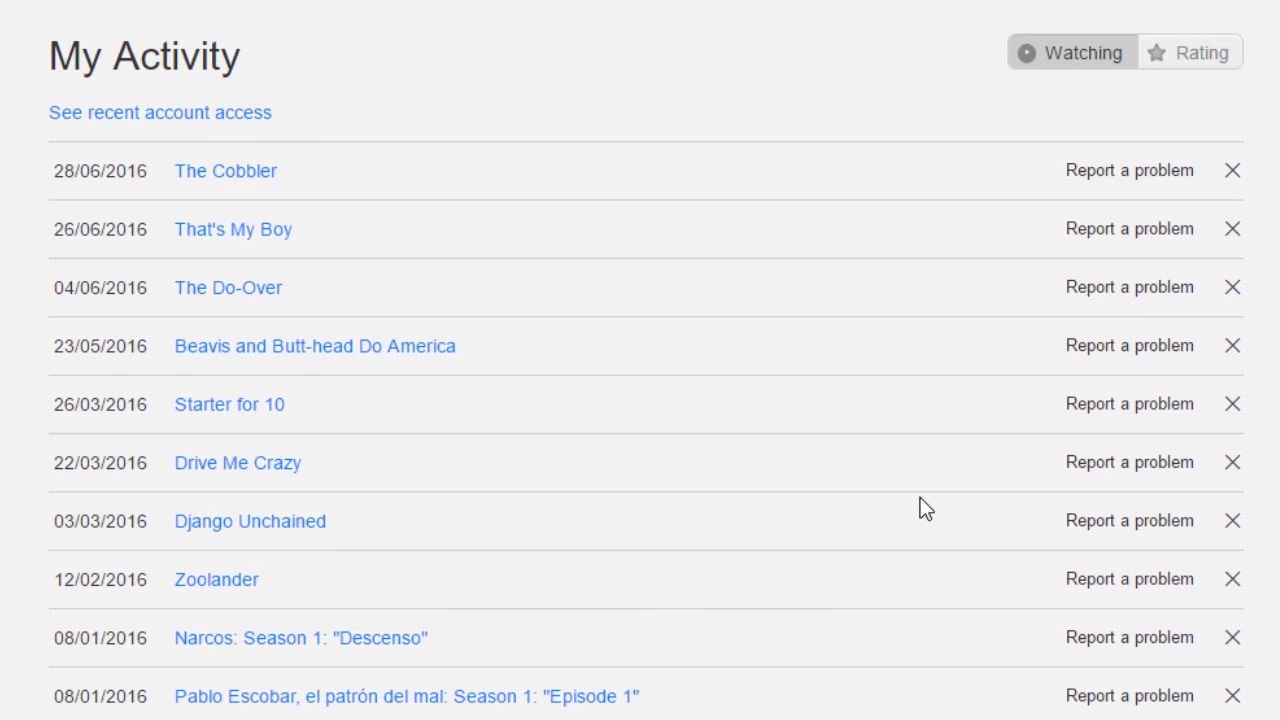 My Activity
Watching Rating
See recent account access
28/06/2016 The Cobbler Report a problem
26/06/2016 That's My Boy Report a problem
04/06/2016 The Do-Over Report a problem
23/05/2016 Beavis and Butt-head Do America Report a problem
26/03/2016 Starter for 10 Report a problem
22/03/2016 Drive Me Crazy Report a problem
03/03/2016 Django Unchained Report a problem
12/02/2016 Zoolander Report a problem
08/01/2016 Narcos: Season 1: "Descenso" Report a problem
08/01/2016 Pablo Escobar, el patrón del mal: Season 1: "Episode 1" Report a problem